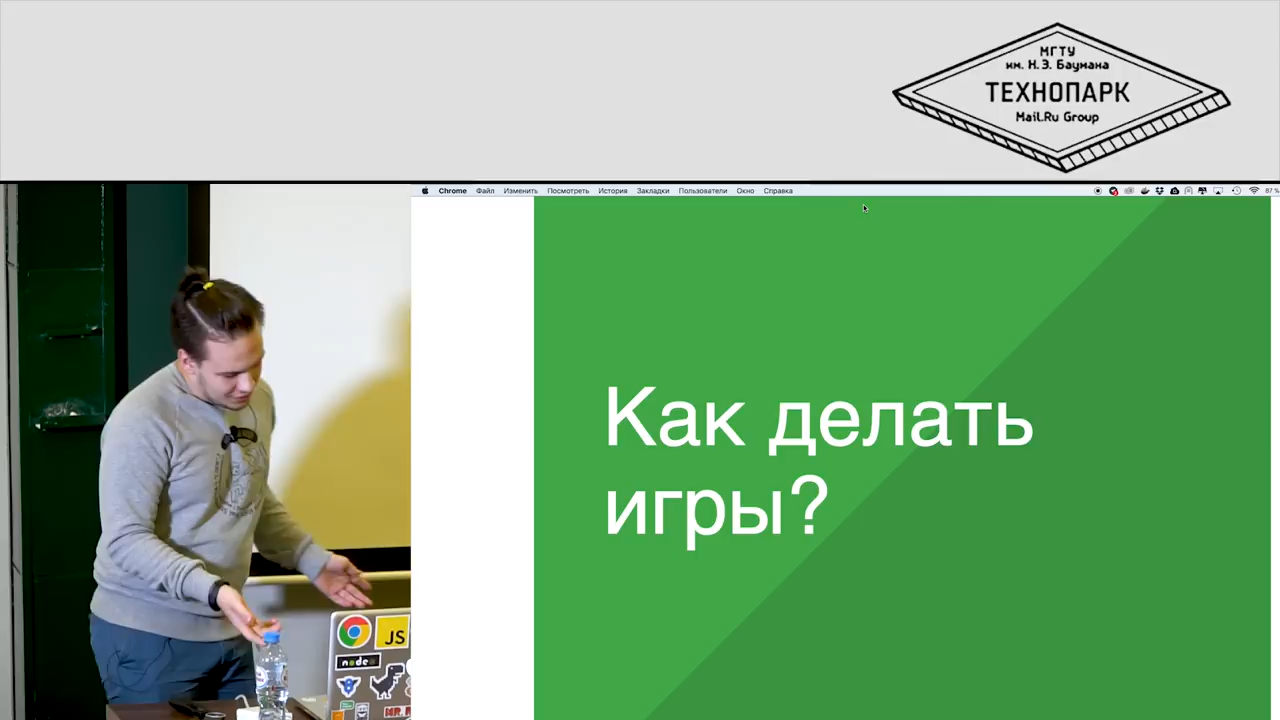 МГТУ
им. Н.Э. Баумана
ТЕХНОПАРК
Mail.Ru Group
Chrome Файл Изменить Посмотреть История Закладки Пользователи Окно Справка
87 %
Как делать
игры?
JS
node